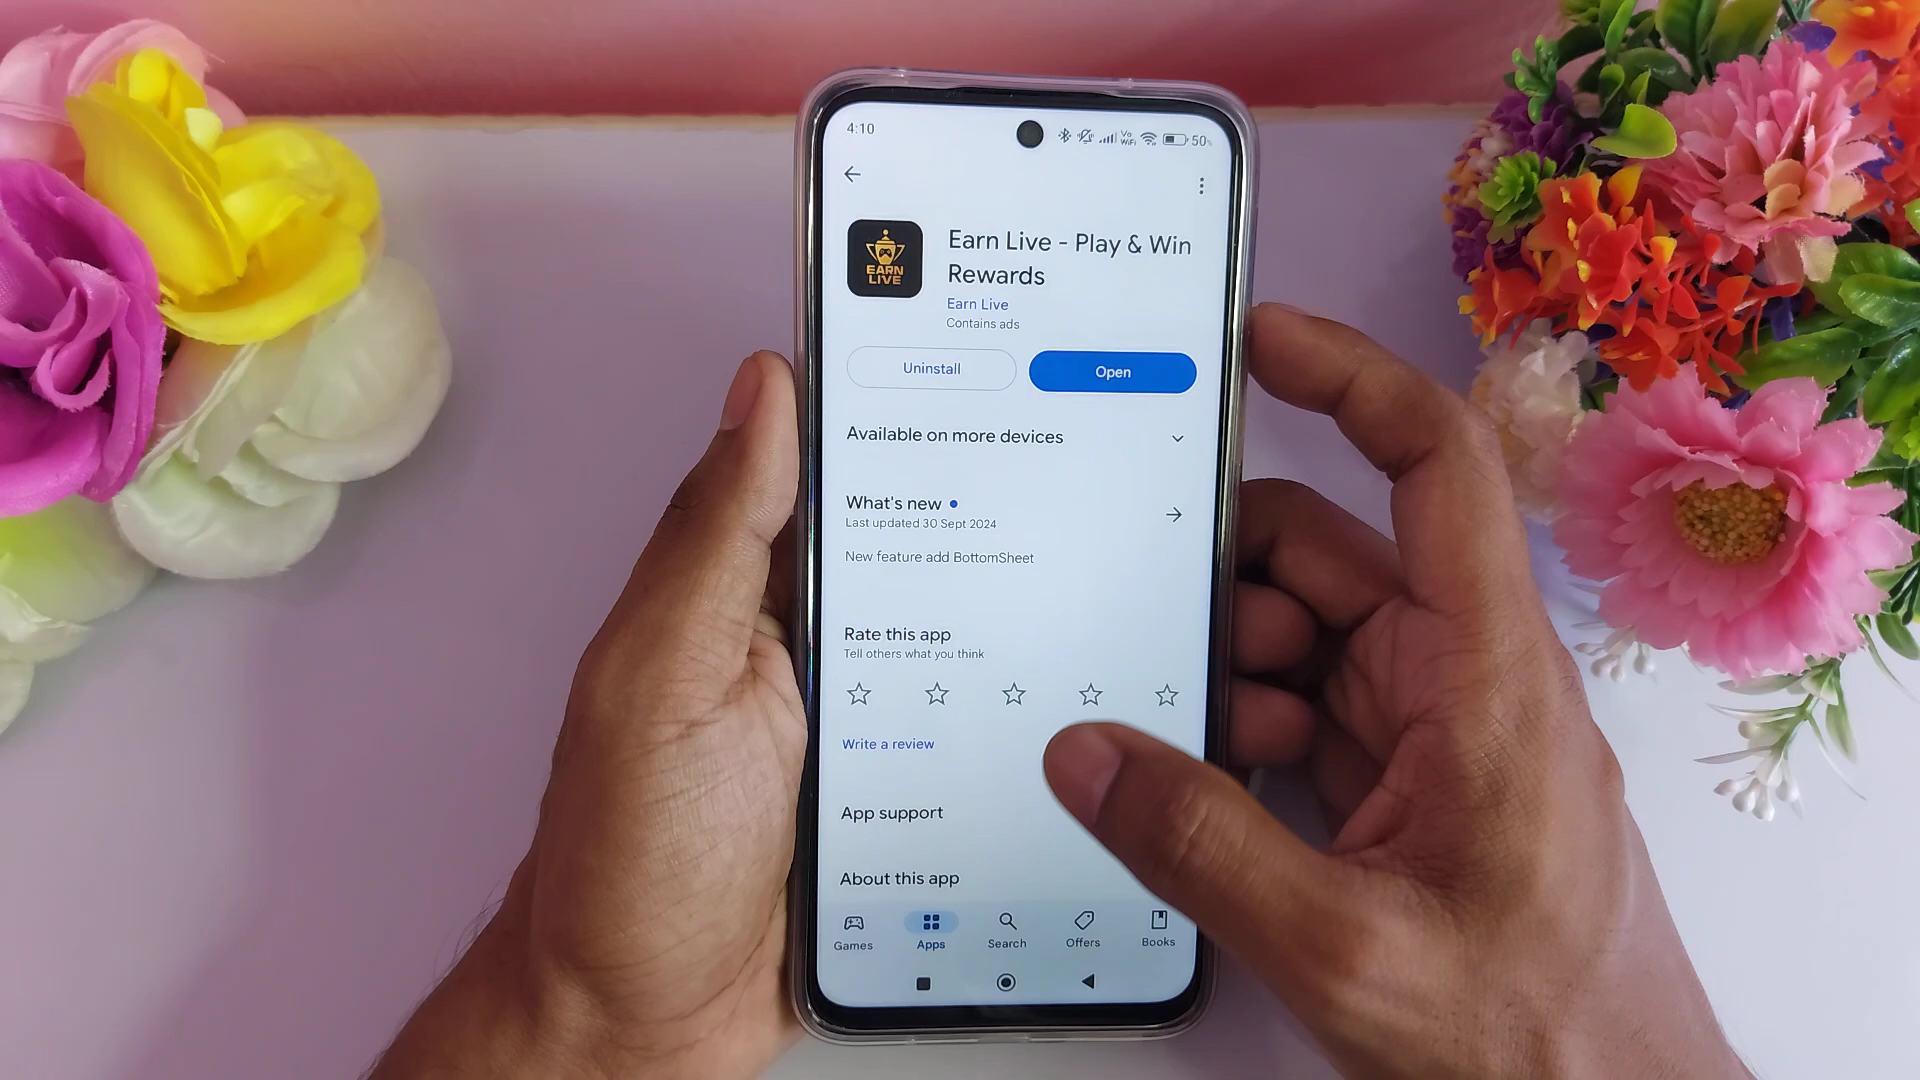 4:10
Vo
WiFi
50%
Earn Live - Play & Win
Rewards
EARN
LIVE
Earn Live
Contains ads
Uninstall
Open
Available on more devices
What's new
Last updated 30 Sept 2024
New feature add BottomSheet
Rate this app
Tell others what you think
Write a review
App support
About this app
Games
Apps
Search
Offers
Books